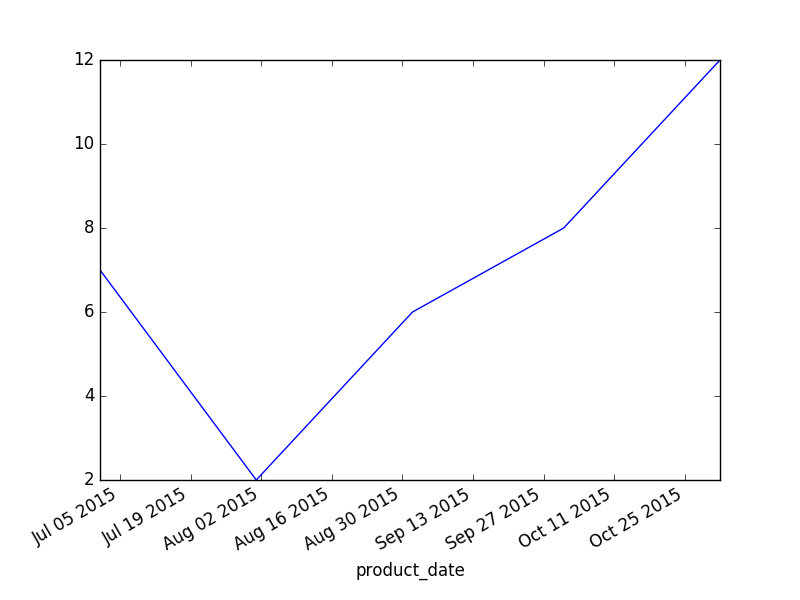 12
10
8
6
4
2
Jul 05 2015
Jul 19 2015
Aug 02 2015
Aug 16 2015
Aug 30 2015
Sep 13 2015
Sep 27 2015
Oct 11 2015
Oct 25 2015
product_date